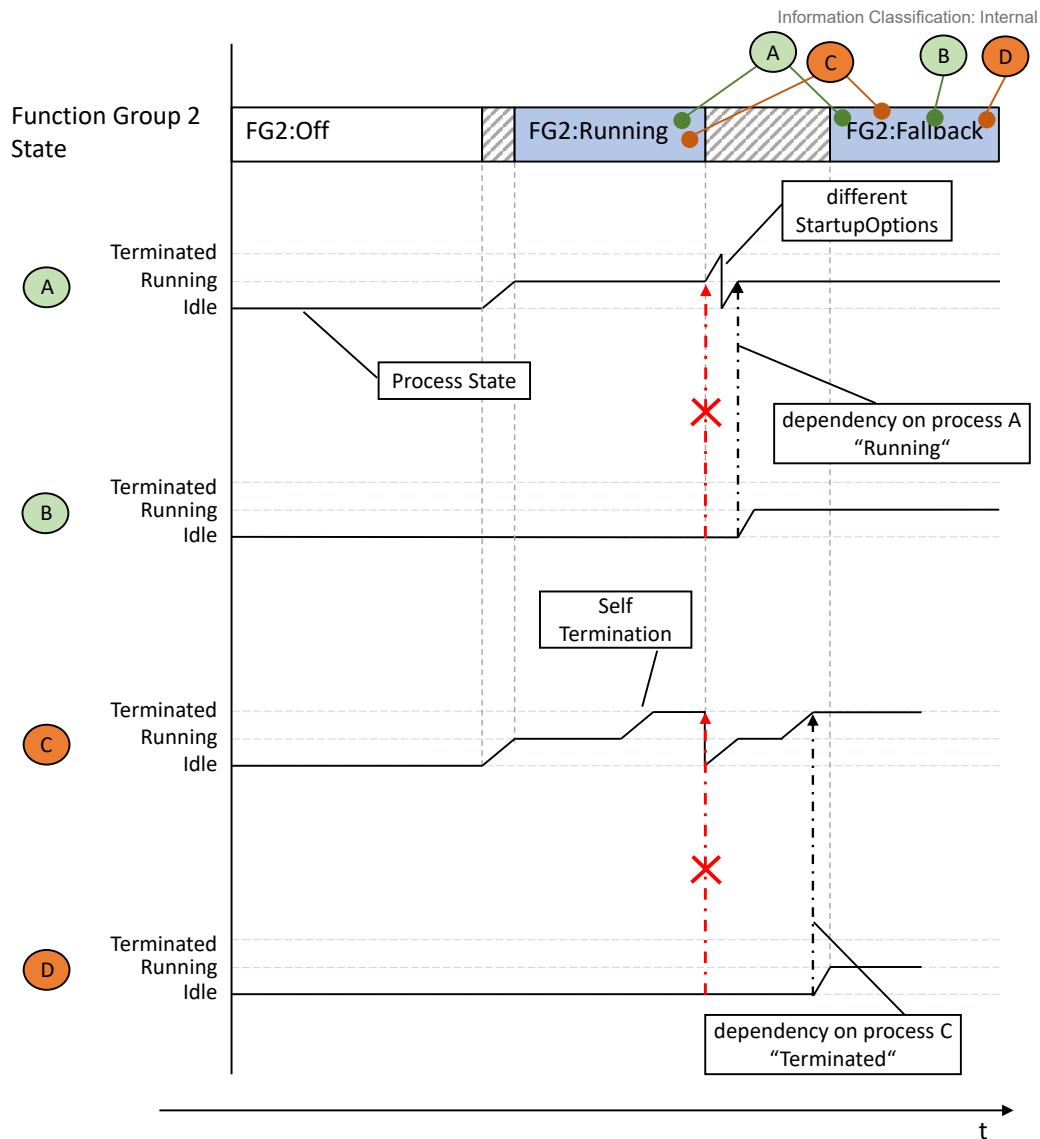 Information Classification: Internal
A
C
B
D
Function Group 2
State
FG2:Off
FG2:Running
FG2:Fallback
different
StartupOptions
Terminated
Running
Idle
A
Process State
dependency on process A
“Running“
Terminated
Running
Idle
B
Self
Termination
Terminated
Running
Idle
C
Terminated
Running
Idle
D
dependency on process C
“Terminated“
t